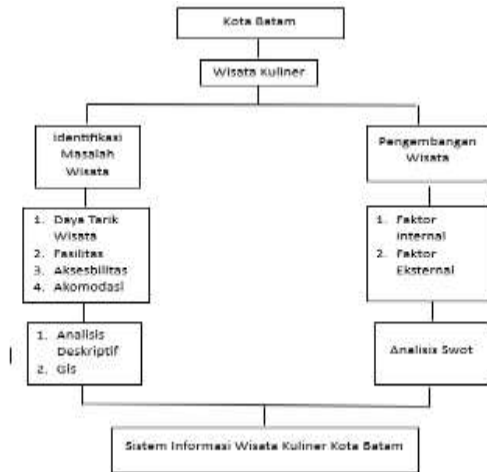 Kota Batam
Wisata Kuliner
Identifikasi
Masalah
Wisata
Pengembangan
Wisata
1. Daya Tarik
Wisata
2. Fasilitas
3. Aksesbilitas
4. Akomodasi
1. Faktor
Internal
2. Faktor
Eksternal
1. Analisis
Deskriptif
2. Gis
Analisis Swot
Sistem Informasi Wisata Kuliner Kota Batam